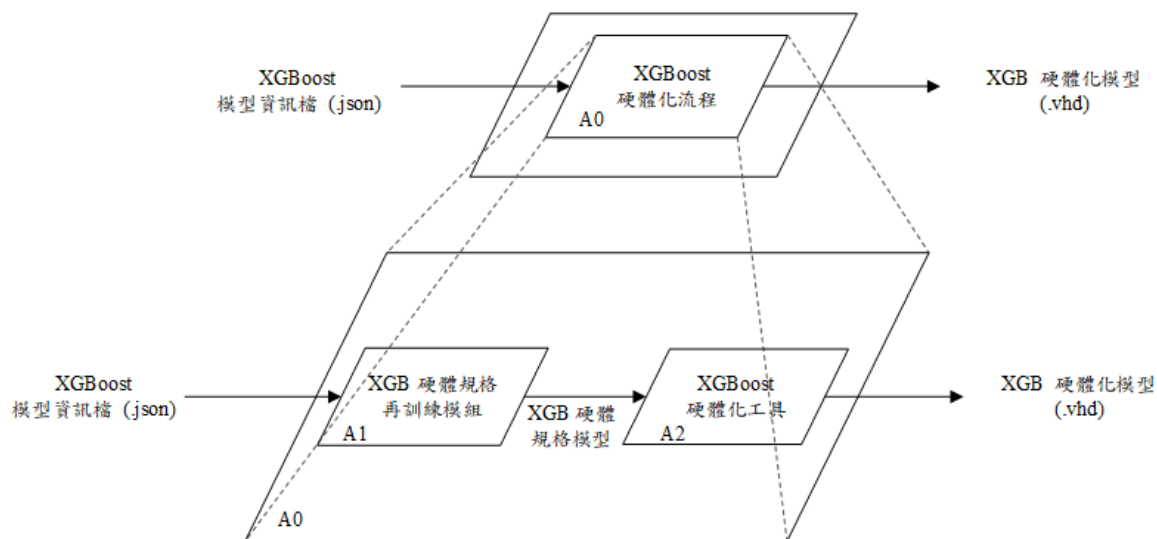 XGBoost
模型資訊檔 (.json)
XGBoost
硬體化流程
A0
XGB 硬體化模型
(.vhd)
XGBoost
模型資訊檔 (.json)
XGB 硬體規格
再訓練模組
A1
XGB 硬體
規格模型
XGBoost
硬體化工具
A2
XGB 硬體化模型
(.vhd)
A0